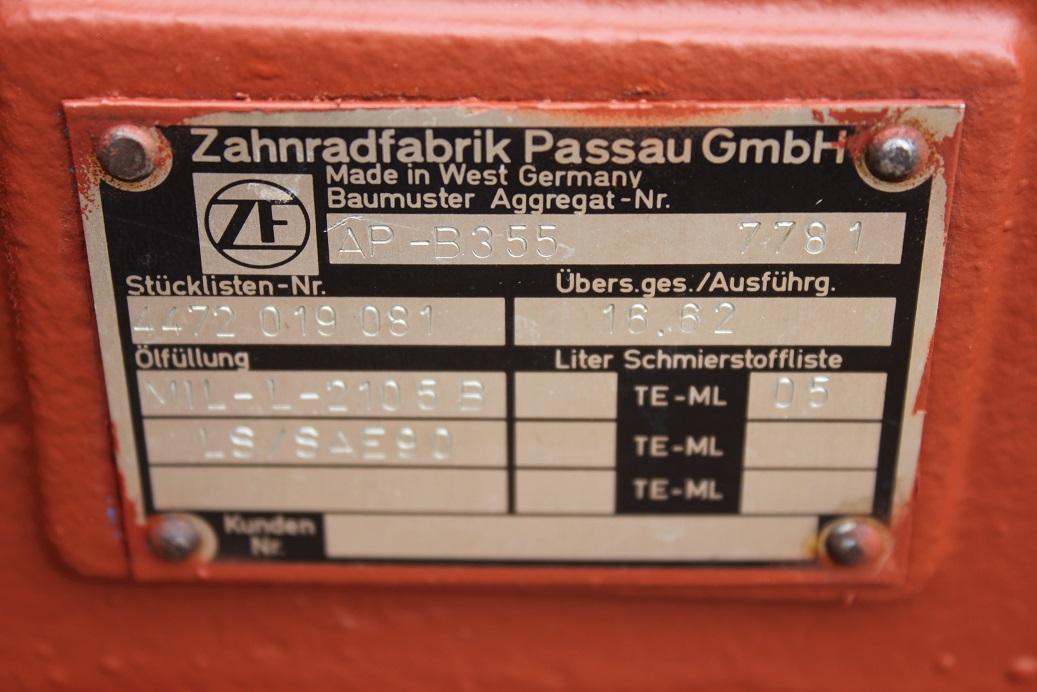 Zahnradfabrik Passau GmbH
Made in West Germany
Baumuster Aggregat-Nr.
ZF
AP-B355 7781
Stücklisten-Nr. Übers.ges./Ausführg.
4472 019 081 16.62
Ölfüllung Liter Schmierstoffliste
MIL-L-2105B TE-ML 05
LS/SAE90 TE-ML
TE-ML
Kunden
Nr.